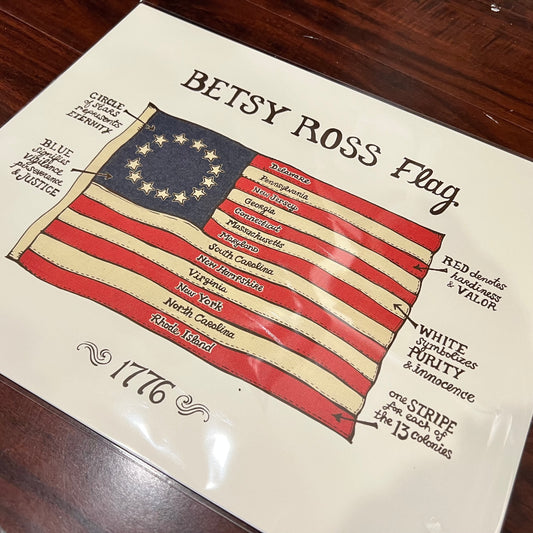 BETSY ROSS Flag
CIRCLE
of stars
represents
ETERNITY
BLUE
signifies
vigilance
perseverance
& JUSTICE
Delaware
Pennsylvania
New Jersey
Georgia
Connecticut
Massachusetts
Maryland
South Carolina
New Hampshire
Virginia
New York
North Carolina
Rhode Island
RED denotes
hardiness
& VALOR
WHITE
symbolizes
PURITY
& innocence
one STRIPE
for each of
the 13 colonies
1776